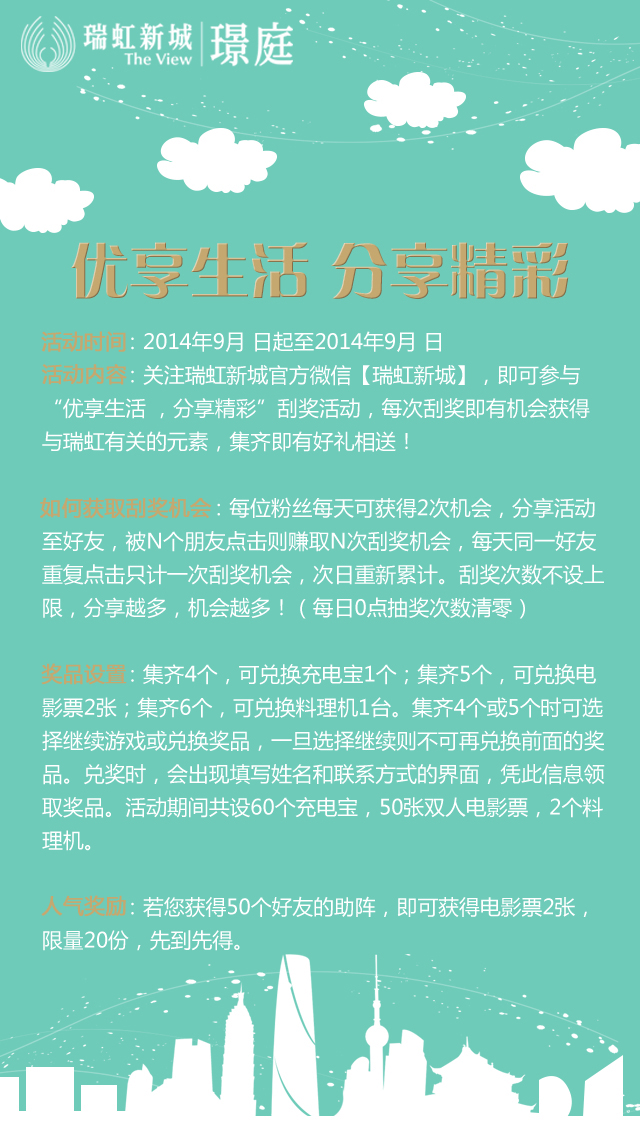 瑞虹新城
The View
璟庭
优享生活 分享精彩
活动时间：2014年9月 日起至2014年9月 日
活动内容：关注瑞虹新城官方微信【瑞虹新城】，即可参与
“优享生活 ，分享精彩”刮奖活动，每次刮奖即有机会获得
与瑞虹有关的元素，集齐即有好礼相送！
如何获取刮奖机会：每位粉丝每天可获得2次机会，分享活动
至好友，被N个朋友点击则赚取N次刮奖机会，每天同一好友
重复点击只计一次刮奖机会，次日重新累计。刮奖次数不设上
限，分享越多，机会越多！（每日0点抽奖次数清零）
奖品设置：集齐4个，可兑换充电宝1个；集齐5个，可兑换电
影票2张；集齐6个，可兑换料理机1台。集齐4个或5个时可选
择继续游戏或兑换奖品，一旦选择继续则不可再兑换前面的奖
品。兑奖时，会出现填写姓名和联系方式的界面，凭此信息领
取奖品。活动期间共设60个充电宝，50张双人电影票，2个料
理机。
人气奖励：若您获得50个好友的助阵，即可获得电影票2张，
限量20份，先到先得。